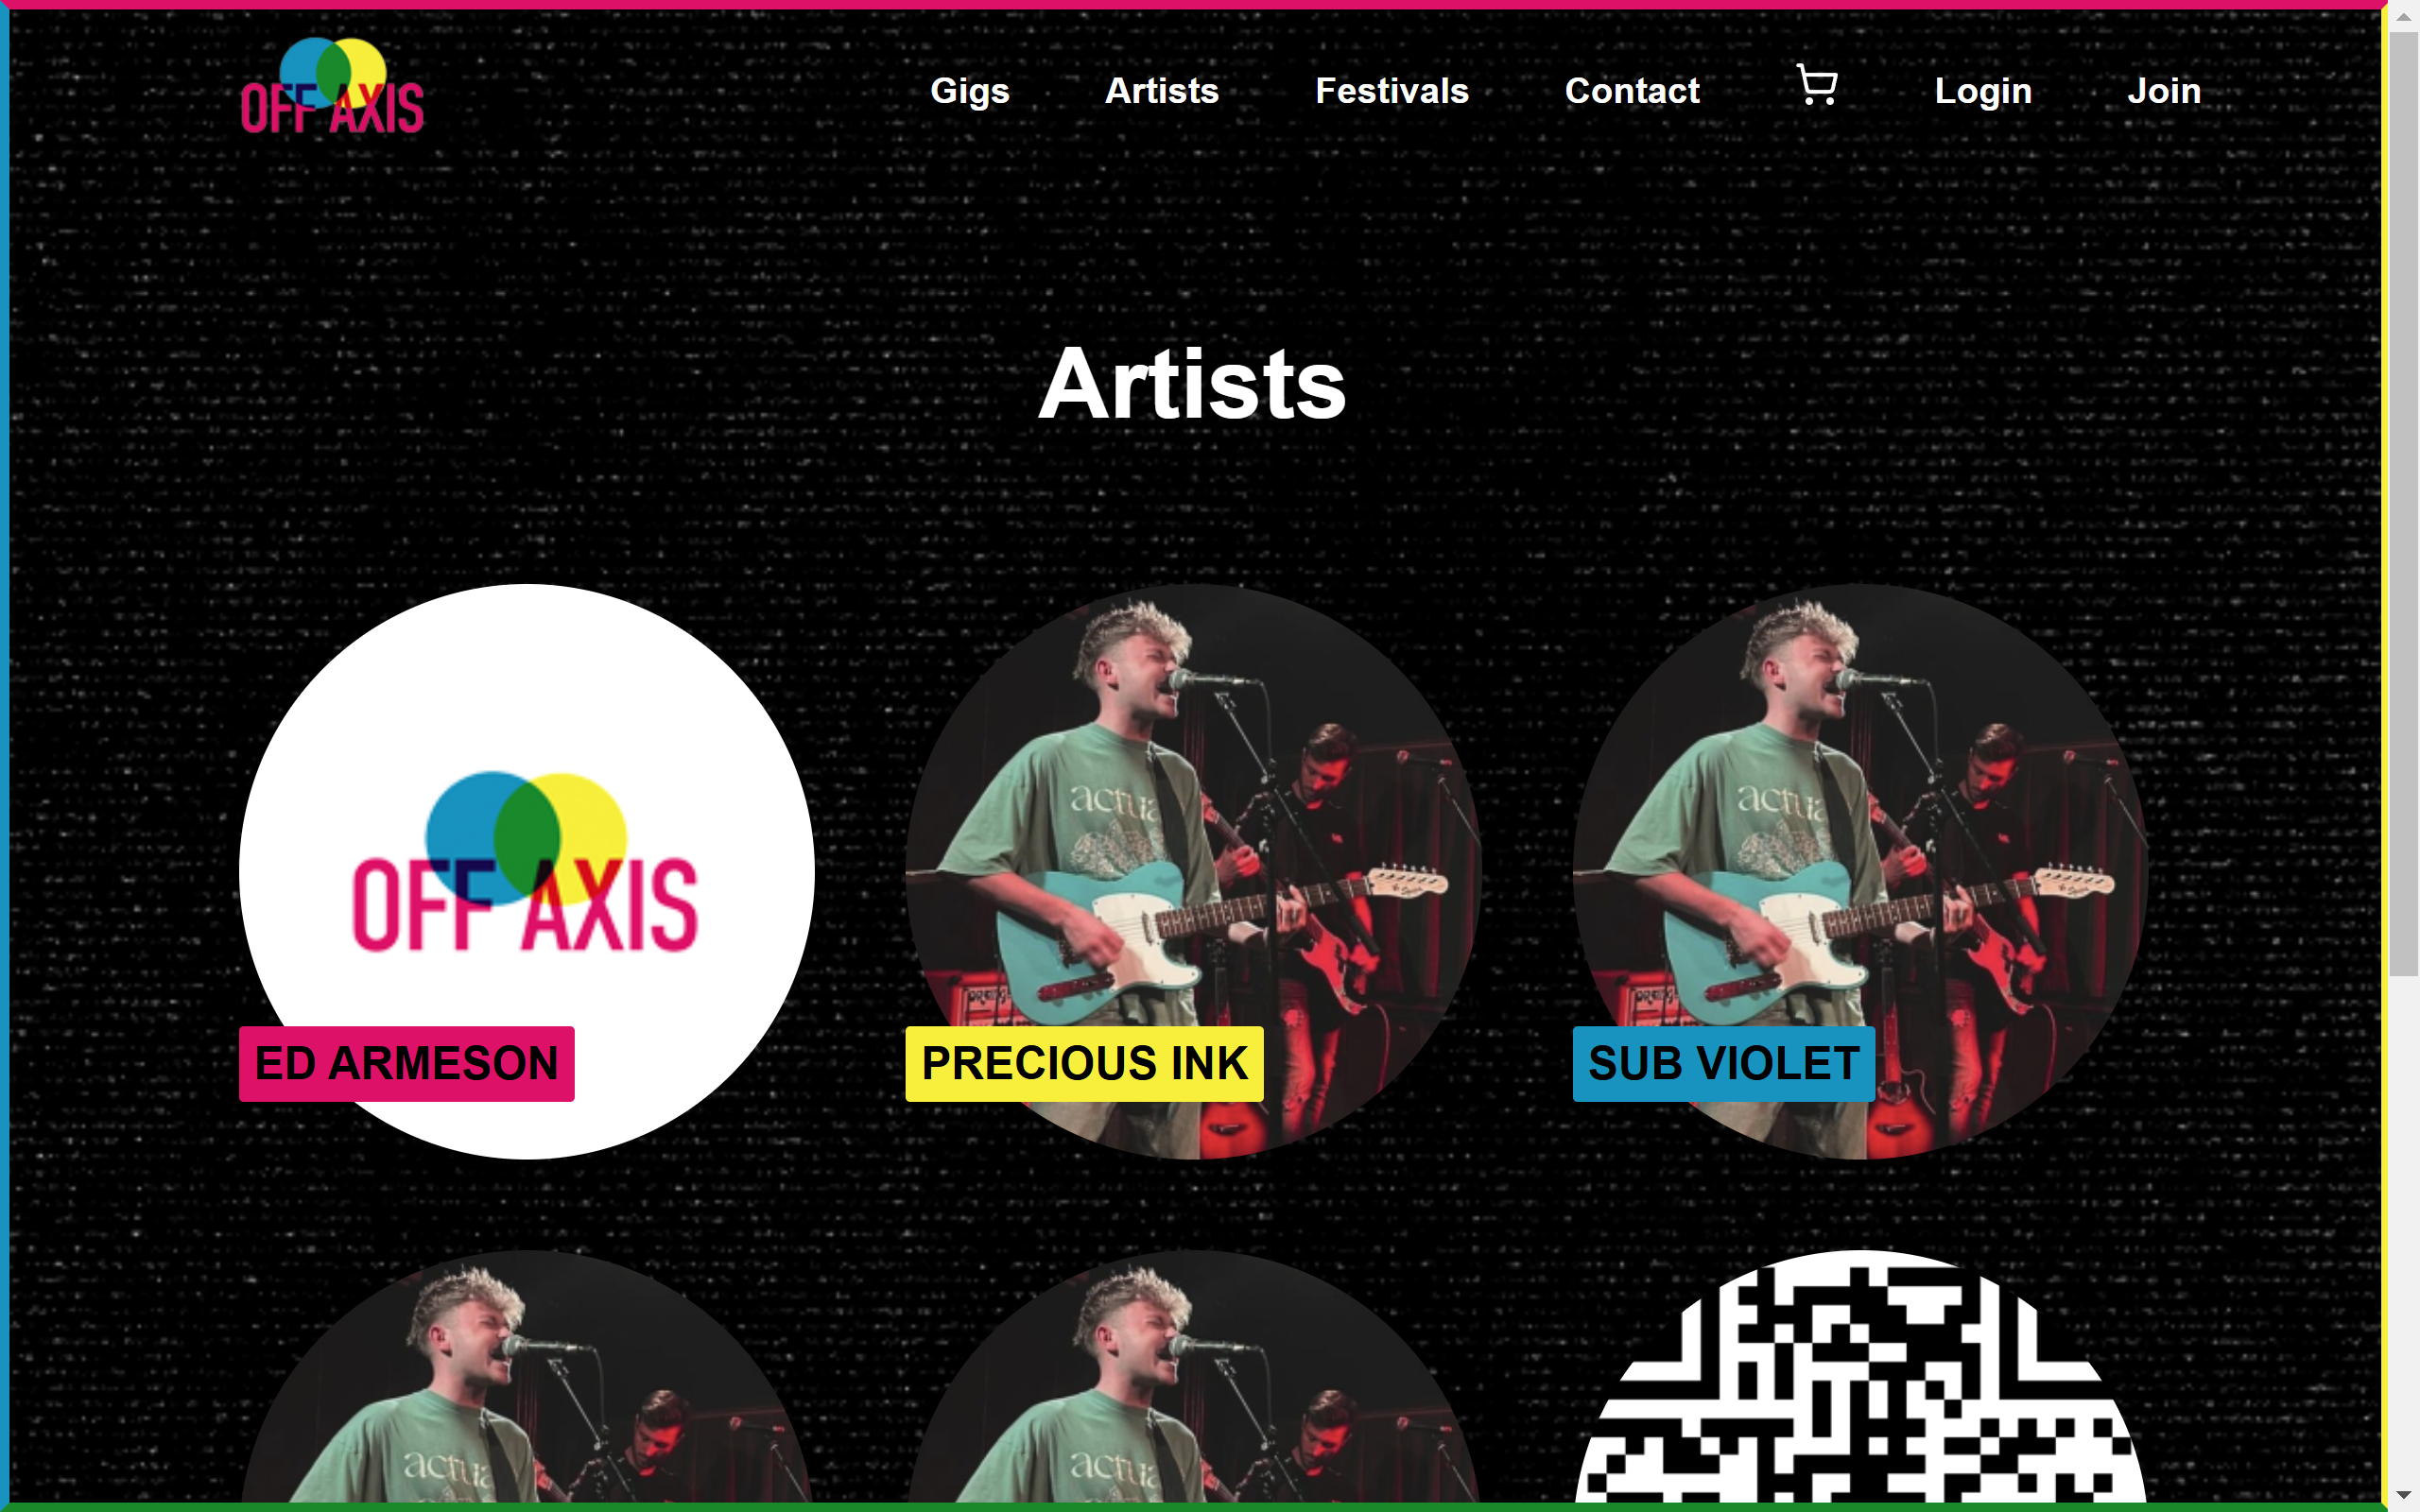 OFF AXIS
Gigs
Artists
Festivals
Contact
Login
Join
Artists
OFF AXIS
actua
actua
ED ARMESON
PRECIOUS INK
SUB VIOLET
actua
actua